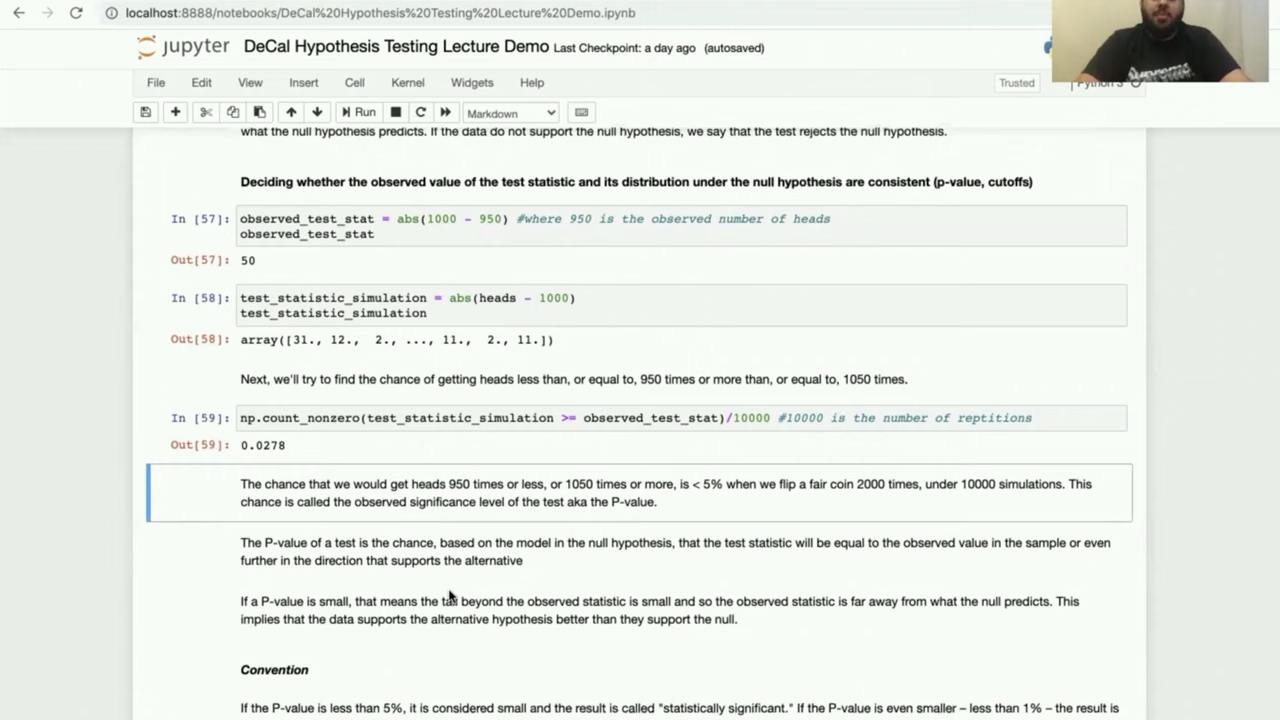 localhost:8888/notebooks/DeCal%20Hypothesis%20Testing%20Lecture%20Demo.ipynb
jupyter DeCal Hypothesis Testing Lecture Demo Last Checkpoint: a day ago (autosaved)
File Edit View Insert Cell Kernel Widgets Help Trusted Python 3
Run Markdown
what the null hypothesis predicts. If the data do not support the null hypothesis, we say that the test rejects the null hypothesis.
Deciding whether the observed value of the test statistic and its distribution under the null hypothesis are consistent (p-value, cutoffs)
In [57]: observed_test_stat = abs(1000 - 950) #where 950 is the observed number of heads
observed_test_stat
Out[57]: 50
In [58]: test_statistic_simulation = abs(heads - 1000)
test_statistic_simulation
Out[58]: array([31., 12., 2., ..., 11., 2., 11.])
Next, we'll try to find the chance of getting heads less than, or equal to, 950 times or more than, or equal to, 1050 times.
In [59]: np.count_nonzero(test_statistic_simulation >= observed_test_stat)/10000 #10000 is the number of reptitions
Out[59]: 0.0278
The chance that we would get heads 950 times or less, or 1050 times or more, is < 5% when we flip a fair coin 2000 times, under 10000 simulations. This
chance is called the observed significance level of the test aka the P-value.
The P-value of a test is the chance, based on the model in the null hypothesis, that the test statistic will be equal to the observed value in the sample or even
further in the direction that supports the alternative
If a P-value is small, that means the tail beyond the observed statistic is small and so the observed statistic is far away from what the null predicts. This
implies that the data supports the alternative hypothesis better than they support the null.
Convention
If the P-value is less than 5%, it is considered small and the result is called "statistically significant." If the P-value is even smaller – less than 1% – the result is